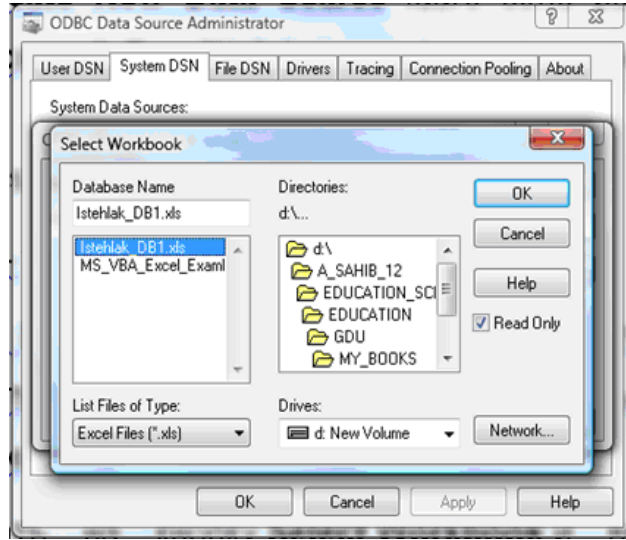 ODBC Data Source Administrator
User DSN System DSN File DSN Drivers Tracing Connection Pooling About
System Data Sources:
Select Workbook
Database Name
Istehlak_DB1.xls
Istehlak_DB1.xls
MS_VBA_Excel_Examl
List Files of Type:
Excel Files (*.xls)
Directories:
d:\...
d:\
A_SAHIB_12
EDUCATION_SCI
EDUCATION
GDU
MY_BOOKS
Drives:
d: New Volume
OK
Cancel
Help
Read Only
Network...
OK Cancel Apply Help